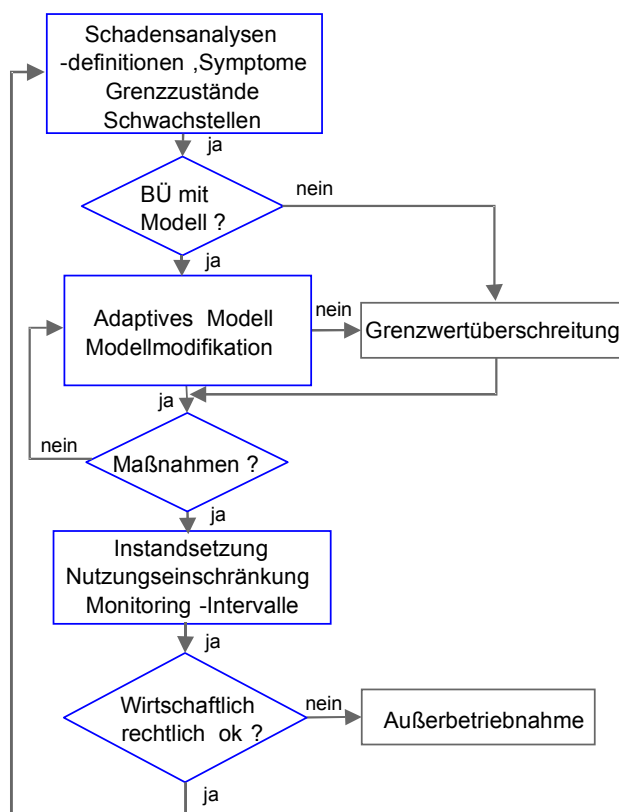 Schadensanalysen
-definitionen ,Symptome
Grenzzustände
Schwachstellen
ja
BÜ mit
Modell ?
nein
ja
Adaptives Modell
Modellmodifikation
nein
Grenzwertüberschreitung
ja
nein
Maßnahmen ?
ja
Instandsetzung
Nutzungseinschränkung
Monitoring -Intervalle
ja
Wirtschaftlich
rechtlich ok ?
nein
Außerbetriebnahme
ja